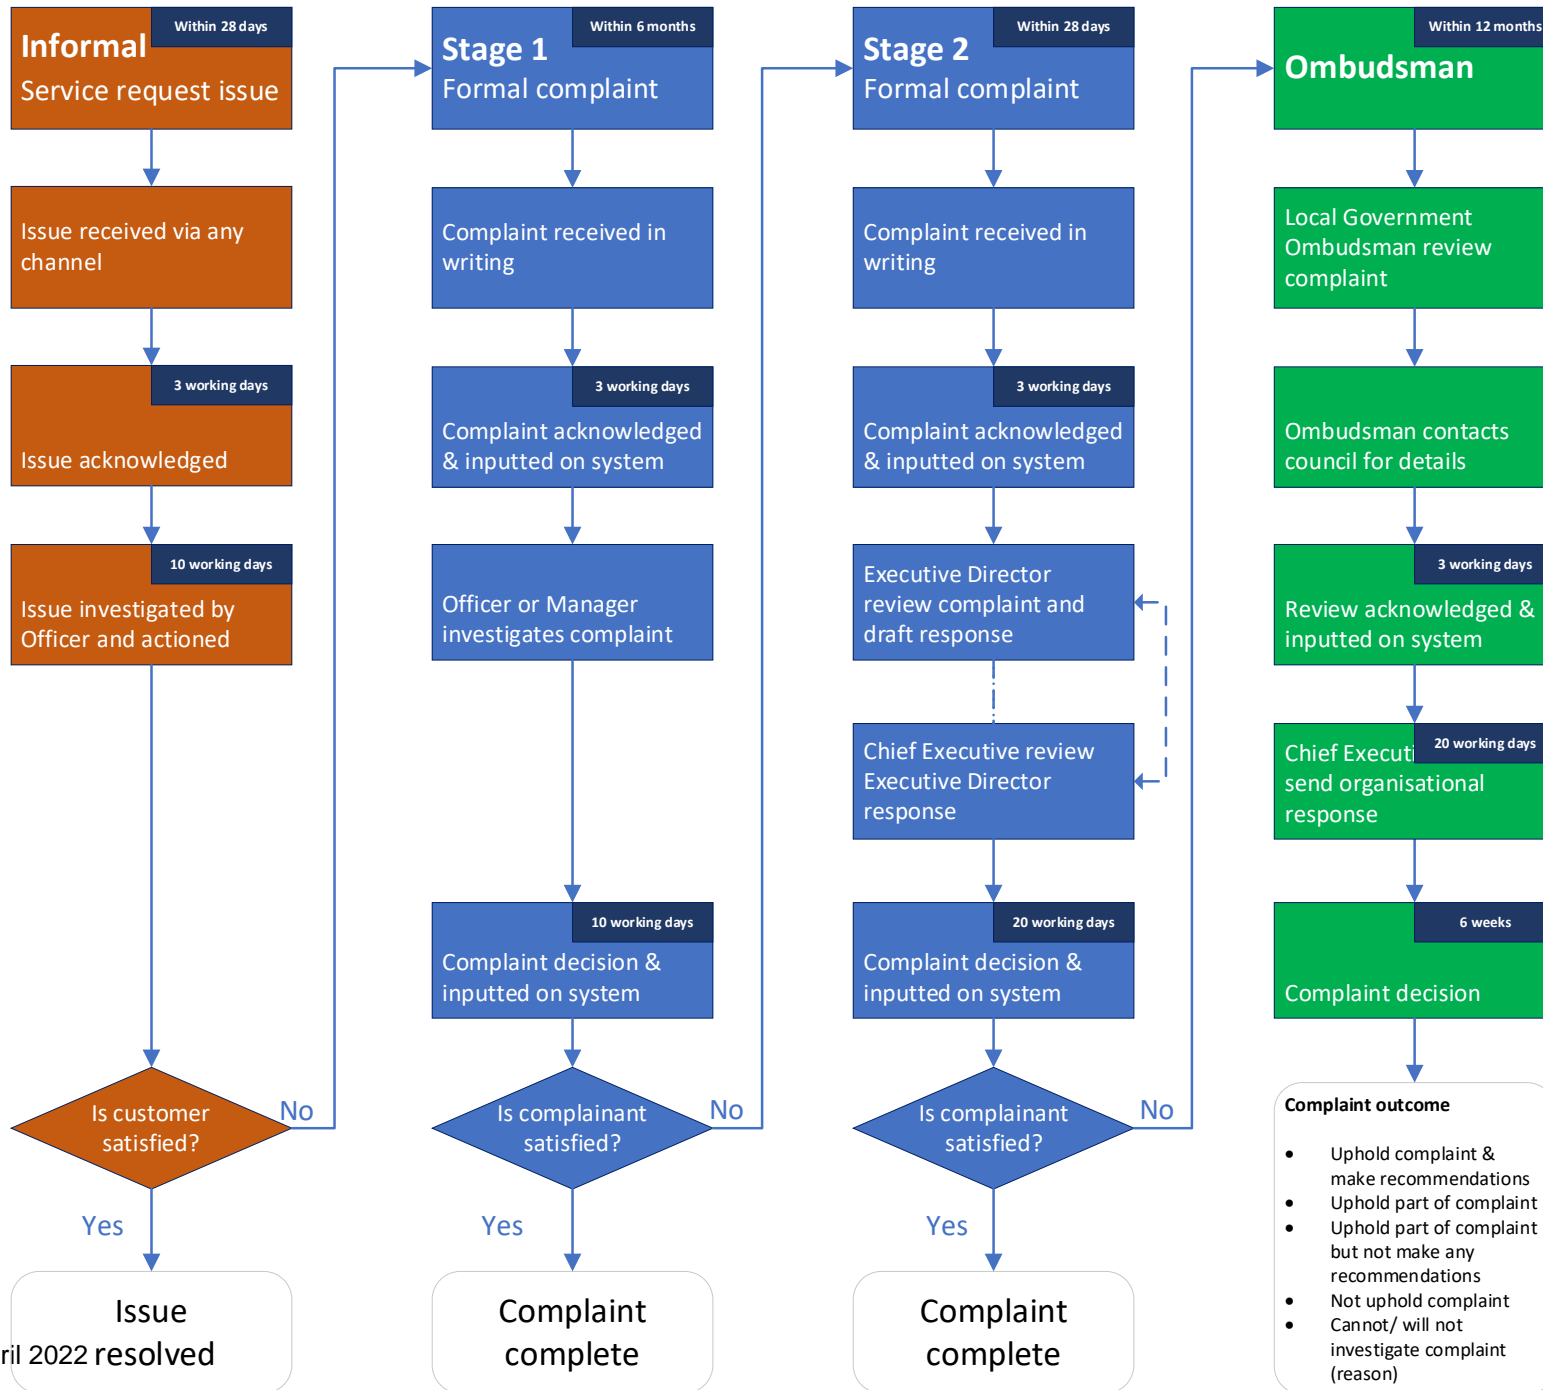 Within 28 days
Informal
Service request issue
Issue received via any
channel
3 working days
Issue acknowledged
10 working days
Issue investigated by
Officer and actioned
Is customer
satisfied?
No
Yes
Issue
resolved
2022
Within 6 months
Stage 1
Formal complaint
Complaint received in
writing
3 working days
Complaint acknowledged
& inputted on system
Officer or Manager
investigates complaint
10 working days
Complaint decision &
inputted on system
Is complainant
satisfied?
No
Yes
Complaint
complete
Within 28 days
Stage 2
Formal complaint
Complaint received in
writing
3 working days
Complaint acknowledged
& inputted on system
Executive Director
review complaint and
draft response
Chief Executive review
Executive Director
response
20 working days
Complaint decision &
inputted on system
Is complainant
satisfied?
No
Yes
Complaint
complete
Within 12 months
Ombudsman
Local Government
Ombudsman review
complaint
Ombudsman contacts
council for details
3 working days
Review acknowledged &
inputted on system
20 working days
Chief
send organisational
response
6 weeks
Complaint decision
Complaint outcome
• Uphold complaint &
make recommendations
• Uphold part of complaint
• Uphold part of complaint
but not make any
recommendations
• Not uphold complaint
• Cannot/ will not
investigate complaint
(reason)